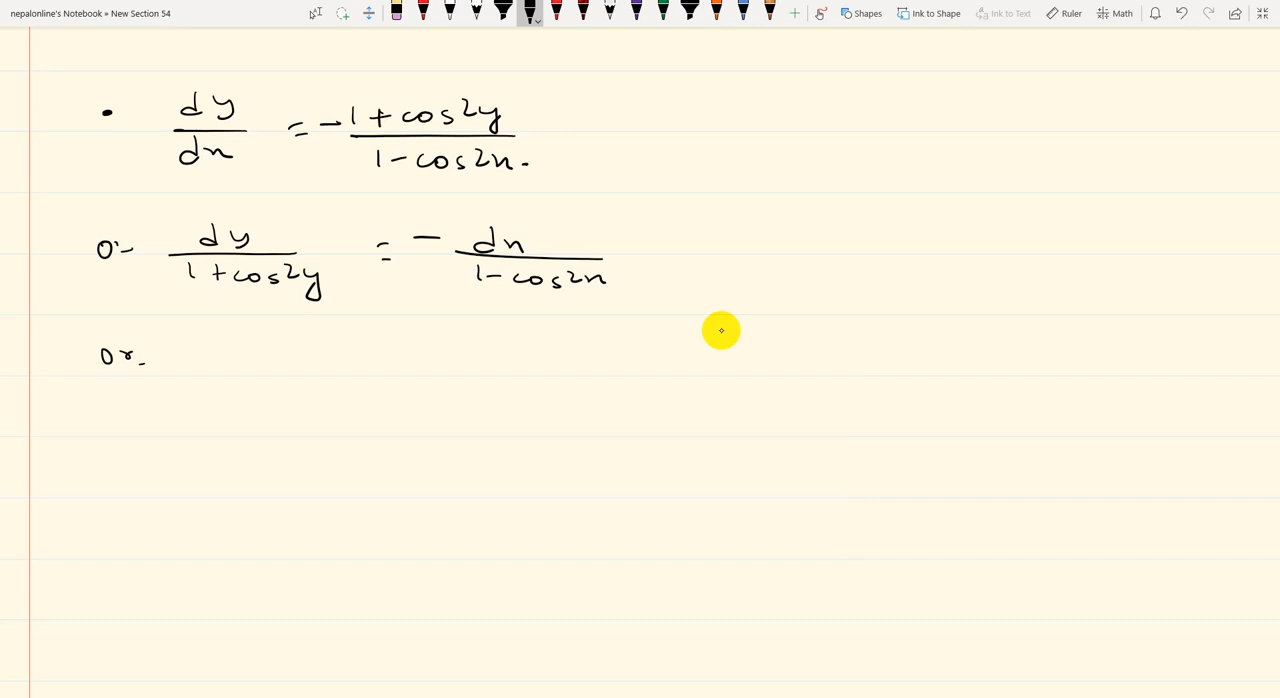 nepalonline's Notebook » New Section 54
Shapes Ink to Shape Ink to Text Ruler Math
• dy/dx = -(1 + cos2y)/(1 - cos2x).
or dy/(1 + cos2y) = - dx/(1 - cos2x)
or.